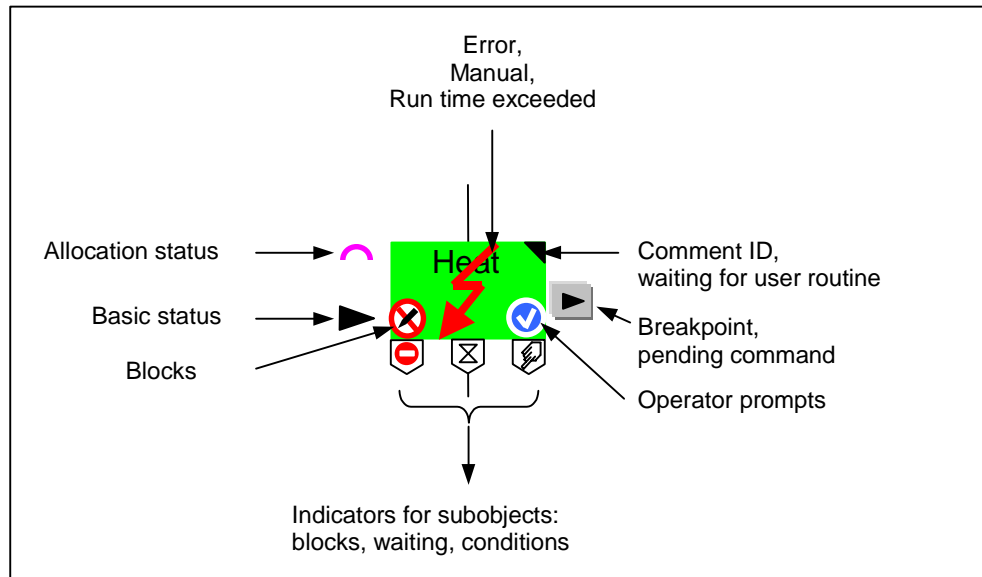 Error,
Manual,
Run time exceeded
Allocation status
Heat
Comment ID,
waiting for user routine
Basic status
Breakpoint,
pending command
Blocks
Operator prompts
Indicators for subobjects:
blocks, waiting, conditions